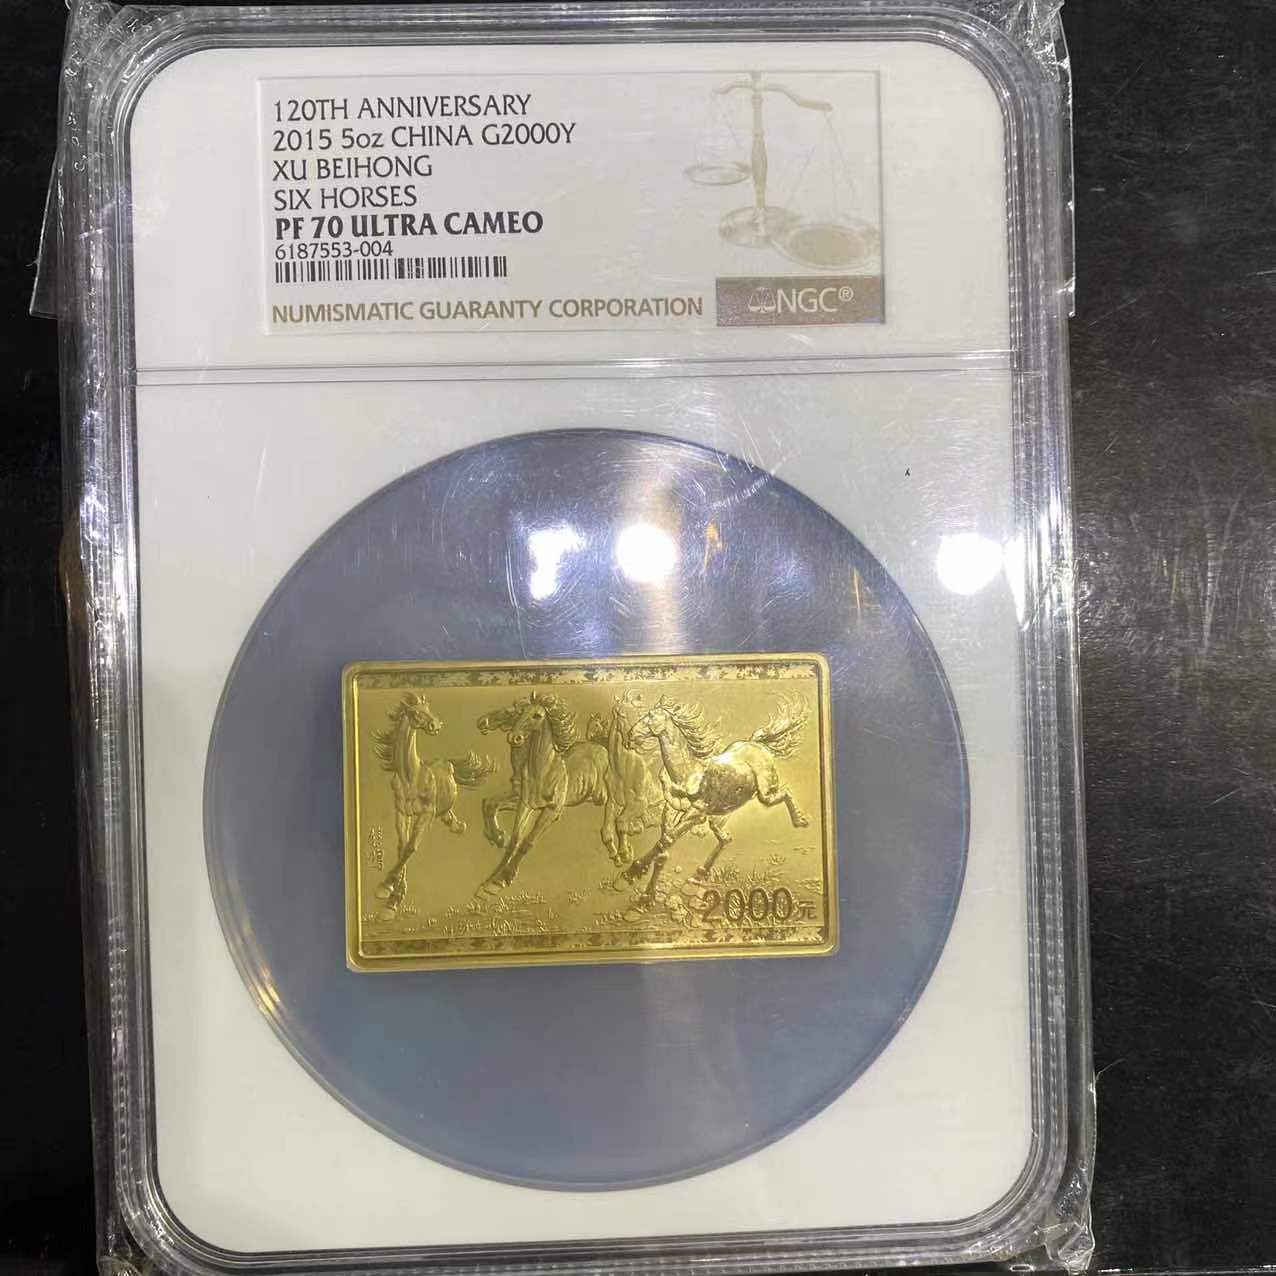 120TH ANNIVERSARY
2015 5oz CHINA G2000Y
XU BEIHONG
SIX HORSES
PF 70 ULTRA CAMEO
6187553-004
NUMISMATIC GUARANTY CORPORATION
NGC®
2000元